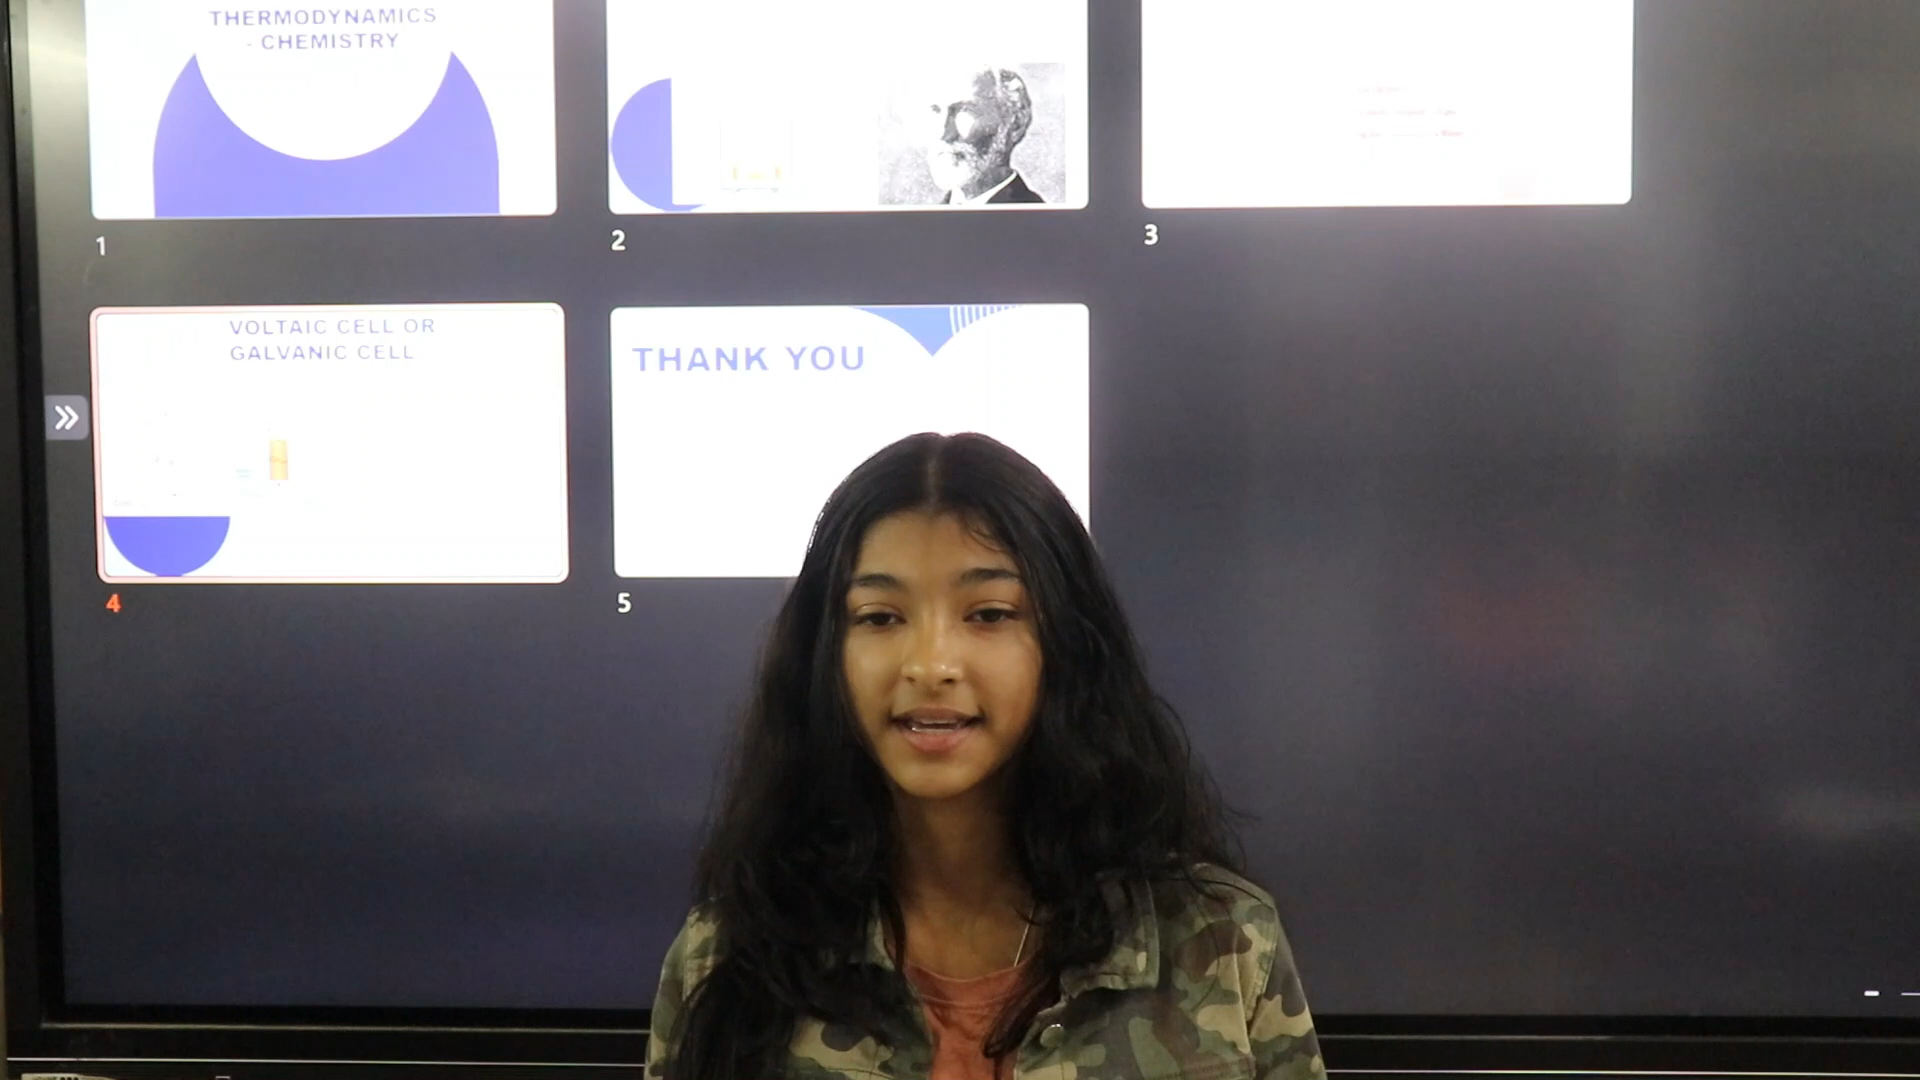 THERMODYNAMICS
- CHEMISTRY
1
2
3
VOLTAIC CELL OR
GALVANIC CELL
THANK YOU
4
5